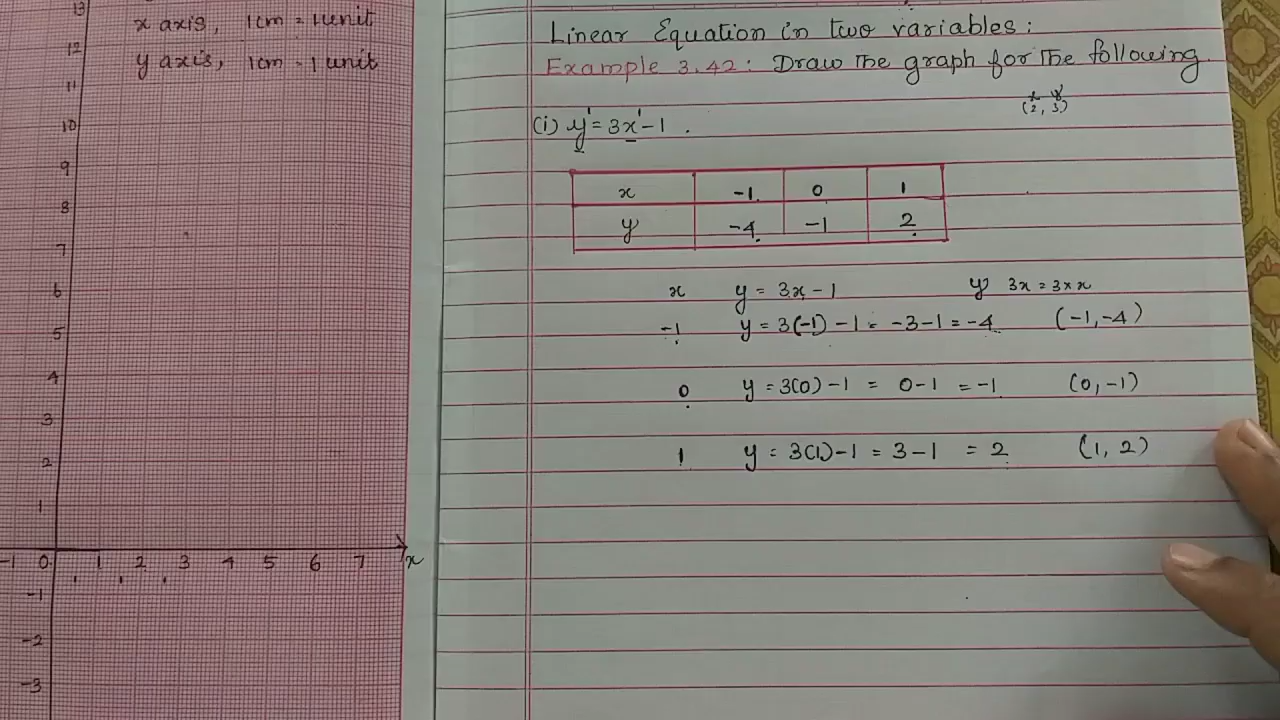 x axis, 1cm = 1unit
y axis, 1cm = 1 unit
13
12
11
10
9
8
7
6
5
4
3
2
1
-1 0 1 2 3 4 5 6 7 x
-1
-2
-3
Linear Equation in two variables:
Example 3.42: Draw the graph for the following.
x y
(2, 3)
(i) y' = 3x' - 1.
x -1 0 1
y -4 -1 2
x y = 3x - 1 y 3x = 3 × x
-1 y = 3(-1) - 1 = -3 - 1 = -4 (-1, -4)
0 y = 3(0) - 1 = 0 - 1 = -1 (0, -1)
1 y = 3(1) - 1 = 3 - 1 = 2 (1, 2)